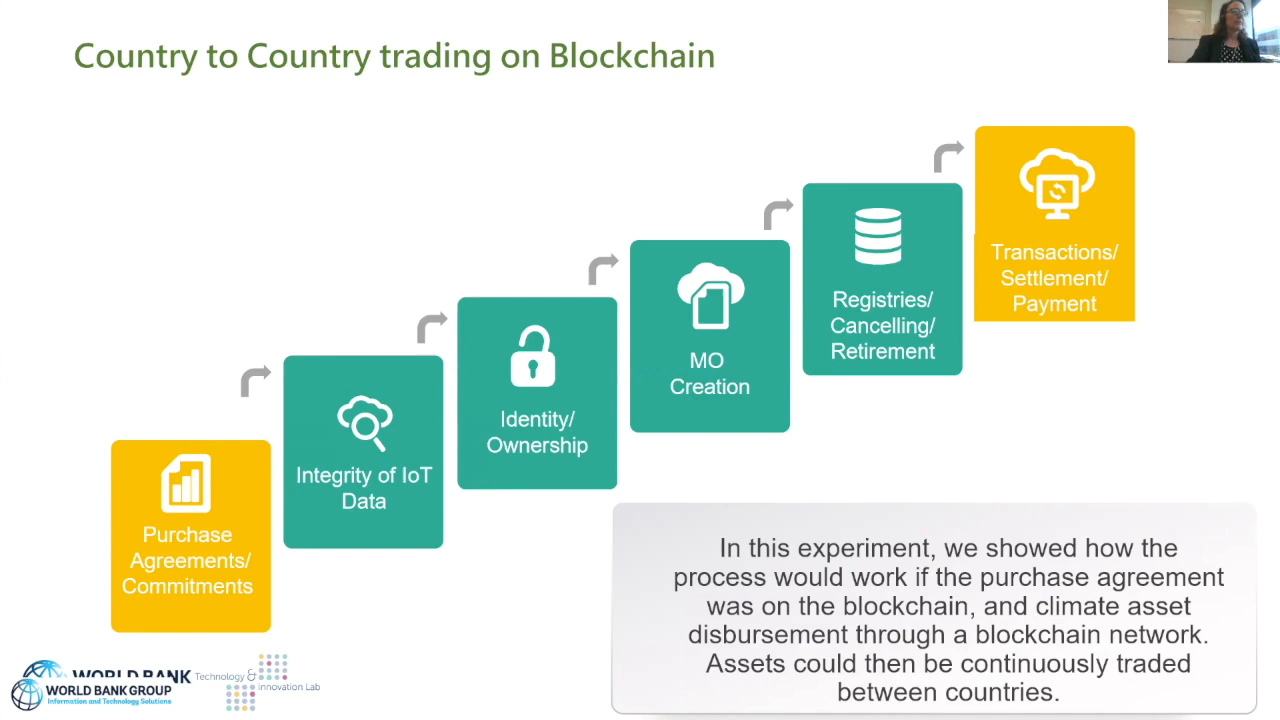 Country to Country trading on Blockchain
Transactions/
Settlement/
Payment
Registries/
Cancelling/
Retirement
MO
Creation
Identity/
Ownership
Integrity of IoT
Data
Purchase
Agreements/
Commitments
In this experiment, we showed how the
process would work if the purchase agreement
was on the blockchain, and climate asset
disbursement through a blockchain network.
Assets could then be continuously traded
between countries.
WORLD BANK
Technology &
Innovation Lab
WORLD BANK GROUP
Information and Technology Solutions